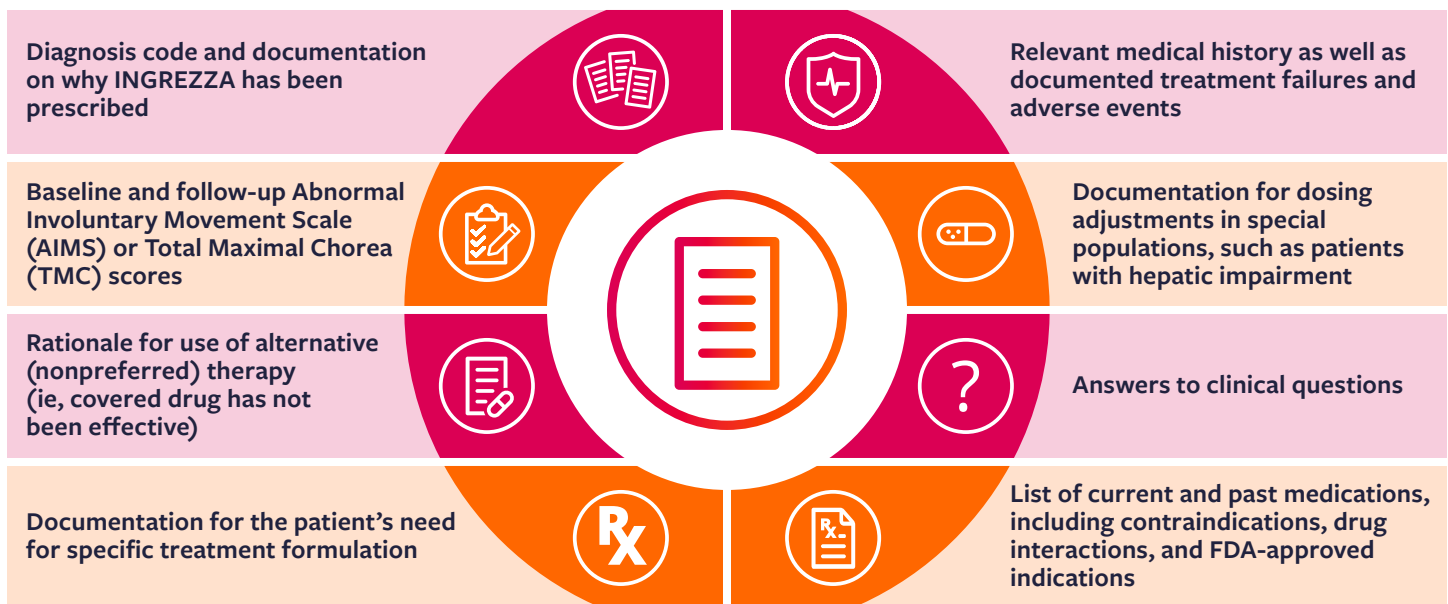 Diagnosis code and documentation
on why INGREZZA has been
prescribed
Relevant medical history as well as
documented treatment failures and
adverse events
Baseline and follow-up Abnormal
Involuntary Movement Scale
(AIMS) or Total Maximal Chorea
(TMC) scores
Documentation for dosing
adjustments in special
populations, such as patients
with hepatic impairment
Rationale for use of alternative
(nonpreferred) therapy
(ie, covered drug has not
been effective)
?
Answers to clinical questions
Documentation for the patient’s need
for specific treatment formulation
Rx
Rx
List of current and past medications,
including contraindications, drug
interactions, and FDA-approved
indications